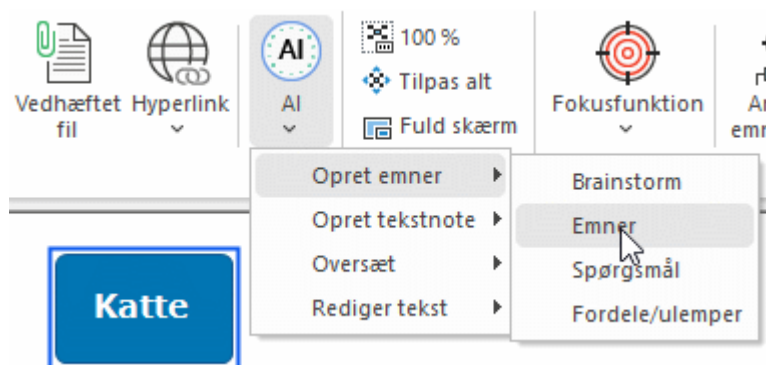 Vedhæftet fil
Hyperlink
AI
AI
100 %
Tilpas alt
Fuld skærm
Fokusfunktion
Opret emner
Opret tekstnote
Oversæt
Rediger tekst
Brainstorm
Emner
Spørgsmål
Fordele/ulemper
Katte